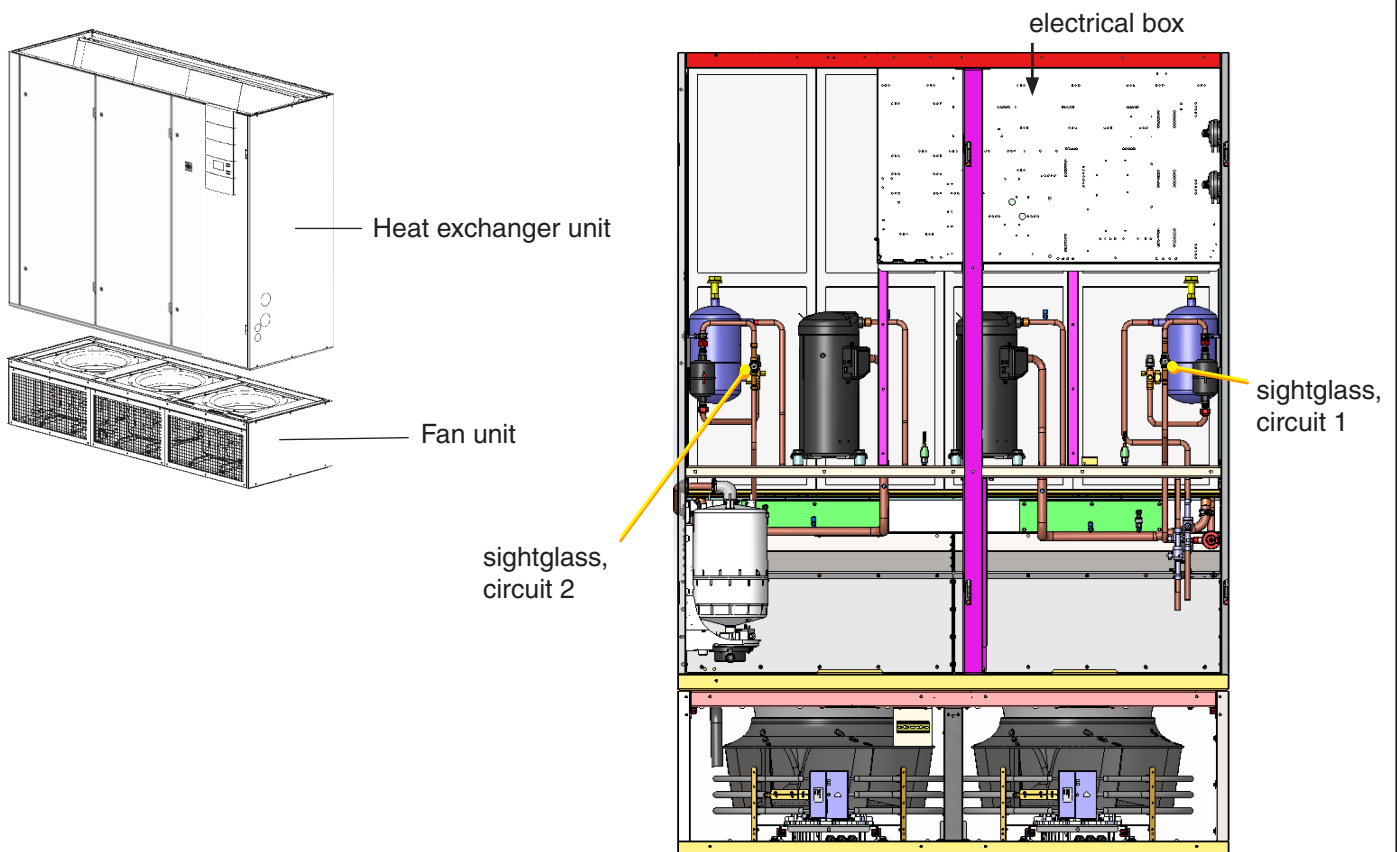 electrical box
Heat exchanger unit
Fan unit
sightglass,
circuit 1
sightglass,
circuit 2